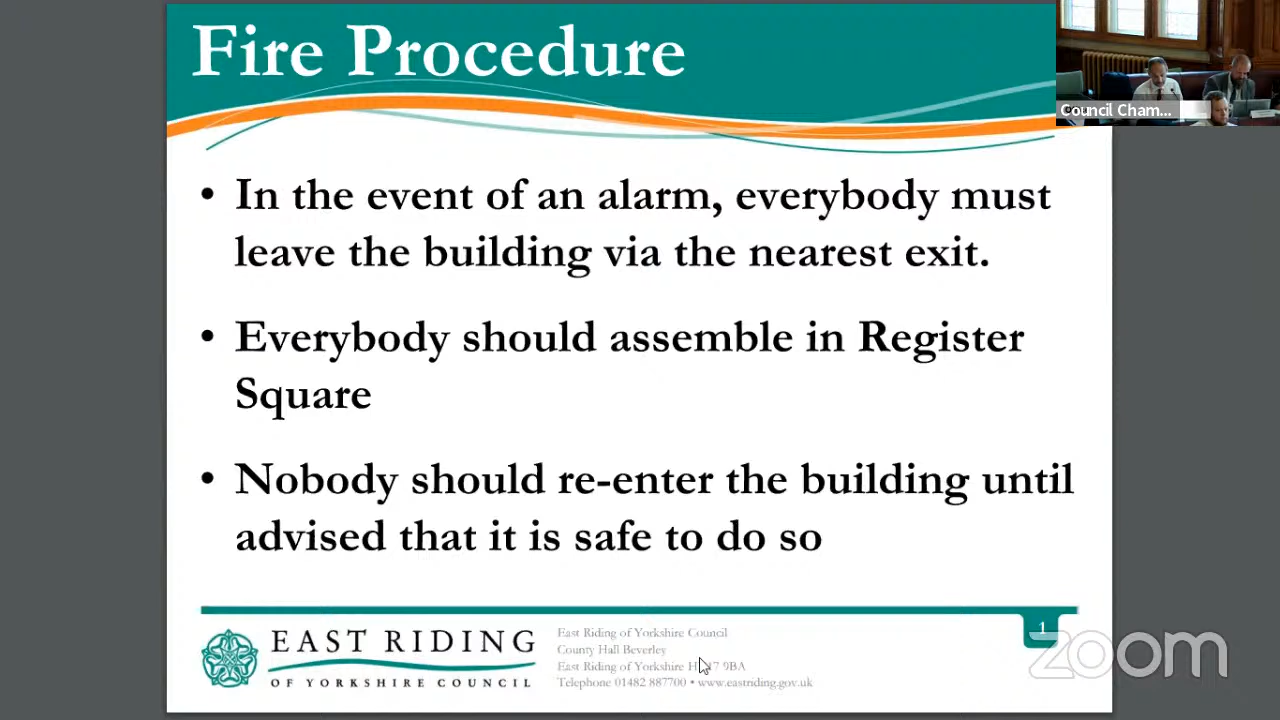 Fire Procedure
Council Cham...
• In the event of an alarm, everybody must
leave the building via the nearest exit.
• Everybody should assemble in Register
Square
• Nobody should re-enter the building until
advised that it is safe to do so
EAST RIDING
OF YORKSHIRE COUNCIL
East Riding of Yorkshire Council
County Hall Beverley
East Riding of Yorkshire 9BA
Telephone 01482 887700 • www.eastriding.gov.uk
1
zoom